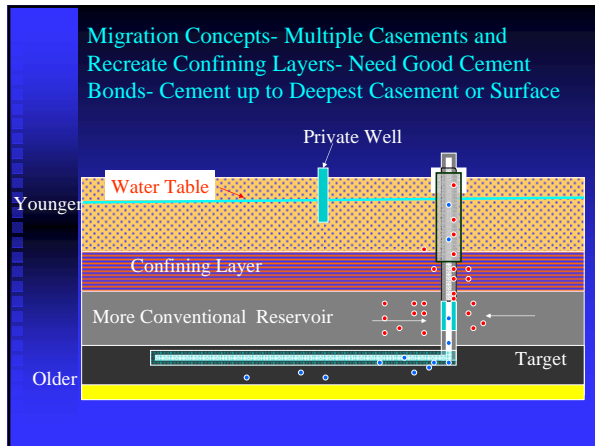 Migration Concepts- Multiple Casements and
Recreate Confining Layers- Need Good Cement
Bonds- Cement up to Deepest Casement or Surface
Private Well
Water Table
Younger
Confining Layer
More Conventional Reservoir
Target
Older